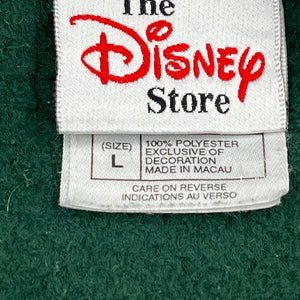 The
Disney
Store
(SIZE)
L
100% POLYESTER
EXCLUSIVE OF
DECORATION
MADE IN MACAU
CARE ON REVERSE
INDICATIONS AU VERSO